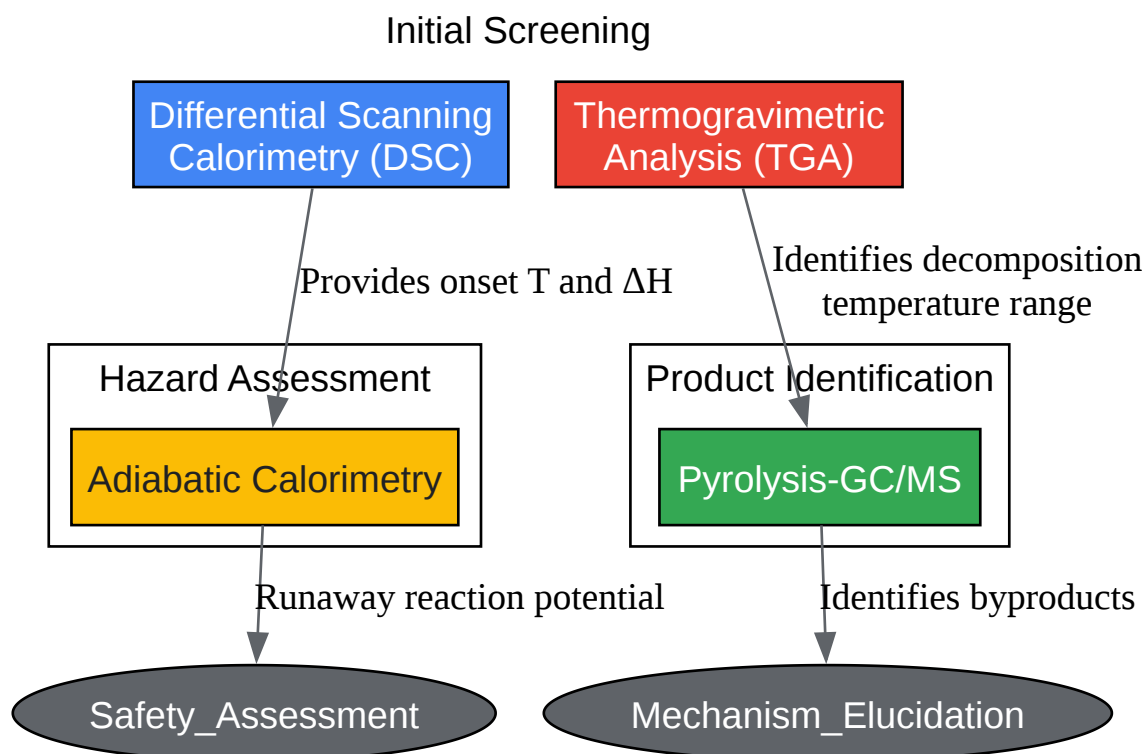 Initial Screening
Differential Scanning
Calorimetry (DSC)
Thermogravimetric
Analysis (TGA)
Provides onset T and ΔH
Identifies decomposition
temperature range
Hazard Assessment
Product Identification
Adiabatic Calorimetry
Pyrolysis-GC/MS
Runaway reaction potential
Identifies byproducts
Safety_Assessment
Mechanism_Elucidation